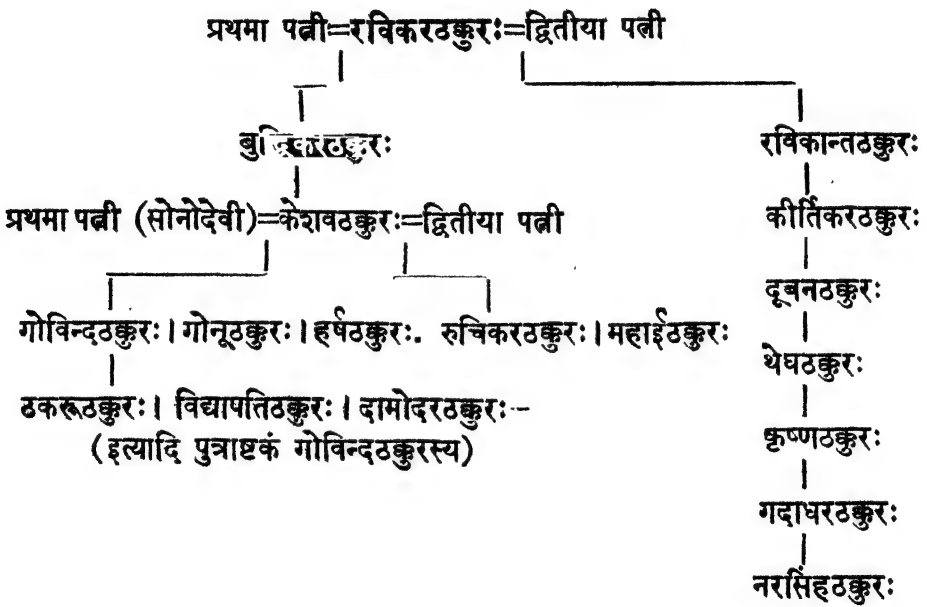 प्रथमा पत्नी=रविकरठक्कुरः=द्वितीया पत्नी
बुद्धिकरठक्कुरः रविकान्तठक्कुरः
प्रथमा पत्नी (सोनोदेवी)=केशवठक्कुरः=द्वितीया पत्नी कीर्तिकरठक्कुरः
दूबनठक्कुरः
गोविन्दठक्कुरः। गोनूठक्कुरः। हर्षठक्कुरः. रुचिकरठक्कुरः। महाईठक्कुरः
थेघठक्कुरः
ठकरूठक्कुरः। विद्यापतिठक्कुरः। दामोदरठक्कुरः--
(इत्यादि पुत्राष्टकं गोविन्दठक्कुरस्य) कृष्णठक्कुरः
गदाधरठक्कुरः
नरसिंहठक्कुरः